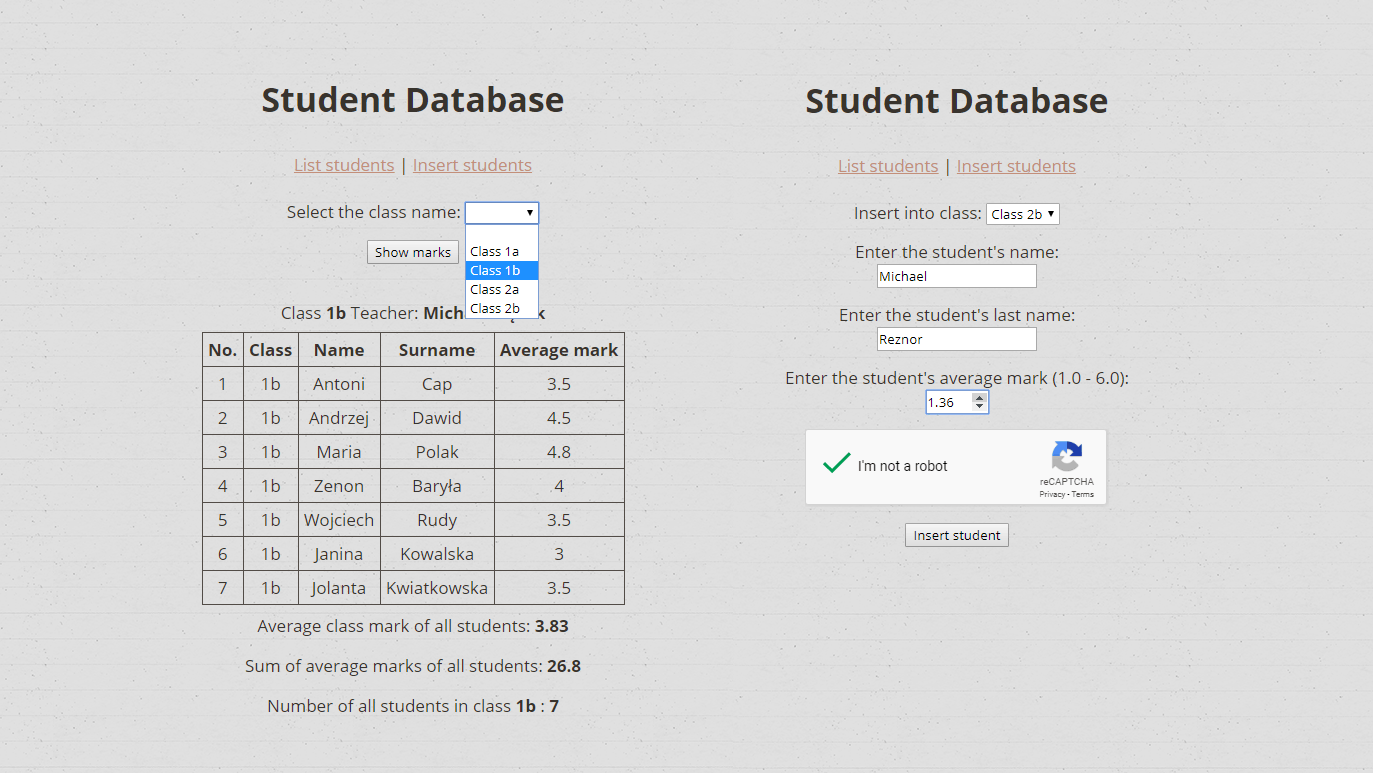 Student Database
List students | Insert students
Select the class name:
Show marks
Class 1a
Class 1b
Class 2a
Class 2b
Class 1b Teacher:
No. Class Name Surname Average mark
1 1b Antoni Cap 3.5
2 1b Andrzej Dawid 4.5
3 1b Maria Polak 4.8
4 1b Zenon Baryła 4
5 1b Wojciech Rudy 3.5
6 1b Janina Kowalska 3
7 1b Jolanta Kwiatkowska 3.5
Average class mark of all students: 3.83
Sum of average marks of all students: 26.8
Number of all students in class 1b : 7
Student Database
List students | Insert students
Insert into class: Class 2b
Enter the student's name:
Michael
Enter the student's last name:
Reznor
Enter the student's average mark (1.0 - 6.0):
1.36
I'm not a robot
reCAPTCHA
Privacy - Terms
Insert student